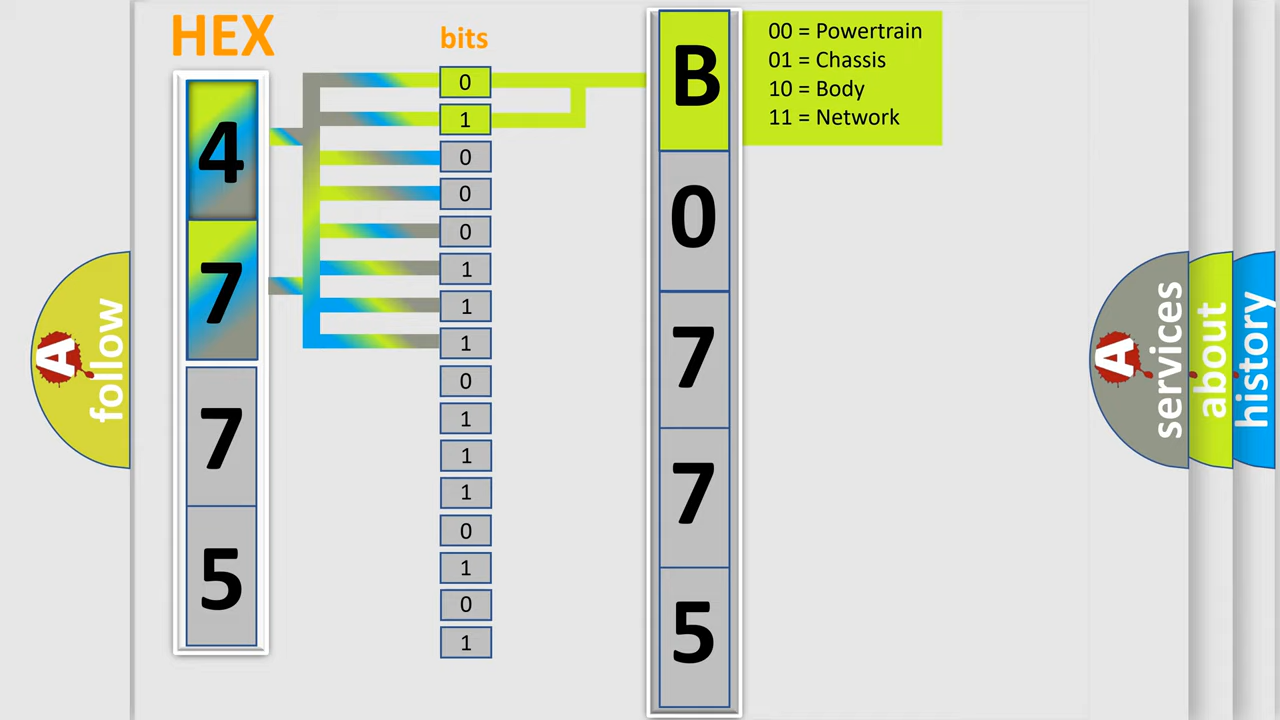 HEX
bits
4
7
7
5
0
1
0
0
0
1
1
1
0
1
1
1
0
1
0
1
B
0
7
7
5
00 = Powertrain
01 = Chassis
10 = Body
11 = Network
A follow
A services
about
history